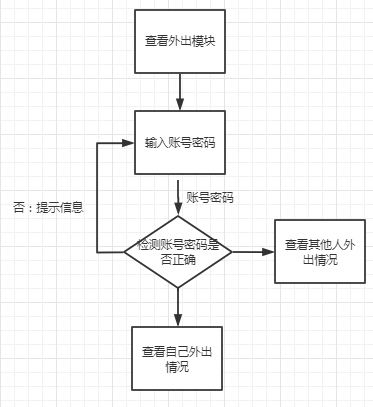 查看外出模块
输入账号密码
否：提示信息
账号密码
检测账号密码是
否正确
查看其他人外
出情况
查看自己外出
情况